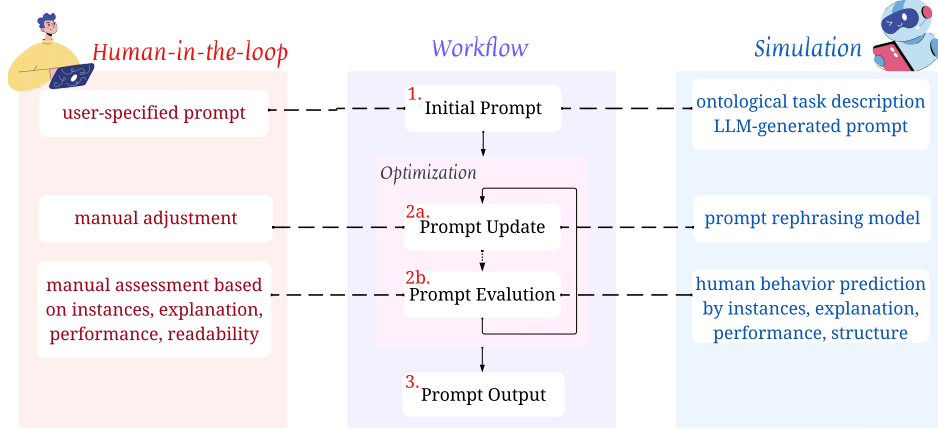 Human-in-the-loop
Workflow
Simulation
user-specified prompt
1.
Initial Prompt
ontological task description
LLM-generated prompt
Optimization
manual adjustment
2a.
Prompt Update
prompt rephrasing model
manual assessment based
on instances, explanation,
performance, readability
2b.
Prompt Evalution
human behavior prediction
by instances, explanation,
performance, structure
3.
Prompt Output